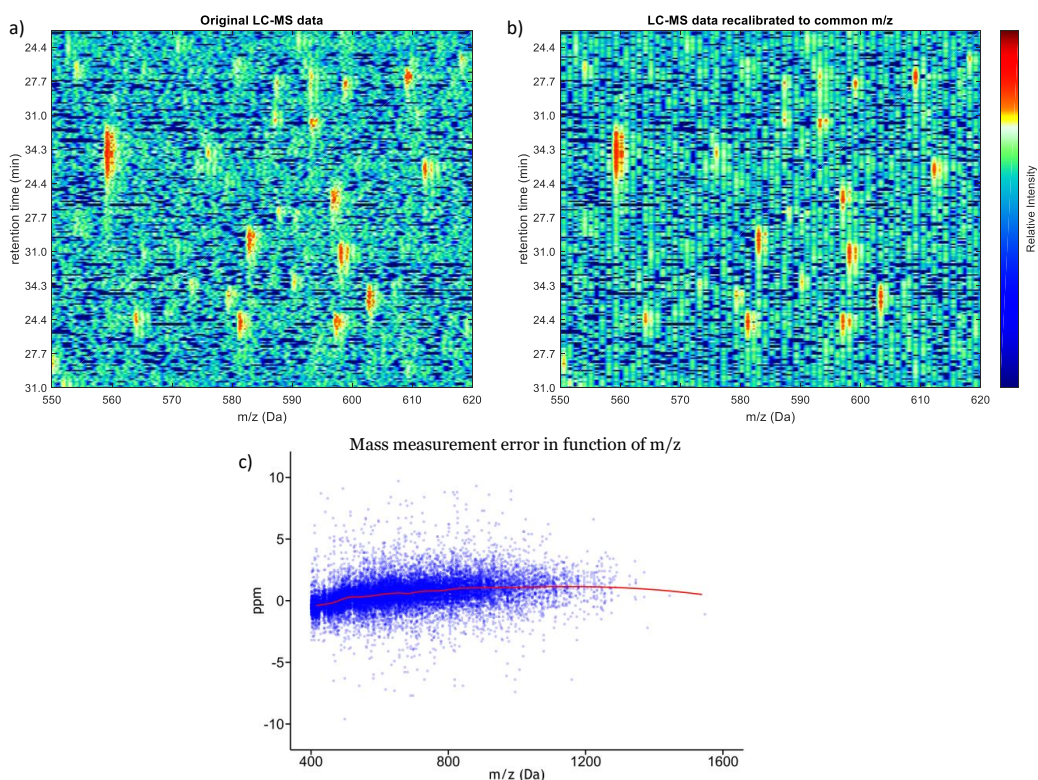 a)
Original LC-MS data
24.4
27.7
31.0
34.3
24.4
27.7
31.0
34.3
24.4
27.7
31.0
retention time (min)
550 560 570 580 590 600 610 620
m/z (Da)
b)
LC-MS data recalibrated to common m/z
24.4
27.7
31.0
34.3
24.4
27.7
31.0
34.3
24.4
27.7
31.0
retention time (min)
550 560 570 580 590 600 610 620
m/z (Da)
Relative Intensity
Mass measurement error in function of m/z
c)
10
5
0
-5
-10
ppm
400 800 1200 1600
m/z (Da)